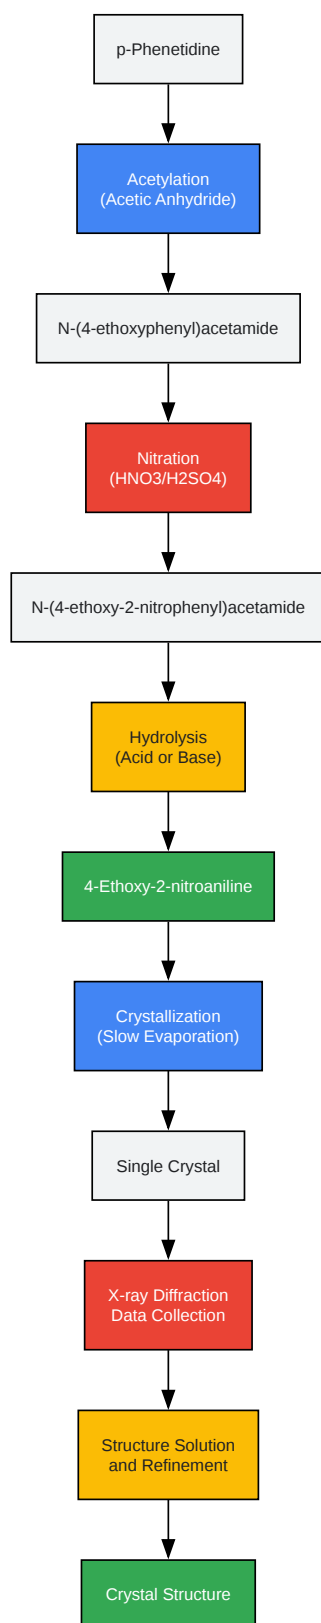 p-Phenetidine
Acetylation
(Acetic Anhydride)
N-(4-ethoxyphenyl)acetamide
Nitration
(HNO3/H2SO4)
N-(4-ethoxy-2-nitrophenyl)acetamide
Hydrolysis
(Acid or Base)
4-Ethoxy-2-nitroaniline
Crystallization
(Slow Evaporation)
Single Crystal
X-ray Diffraction
Data Collection
Structure Solution
and Refinement
Crystal Structure